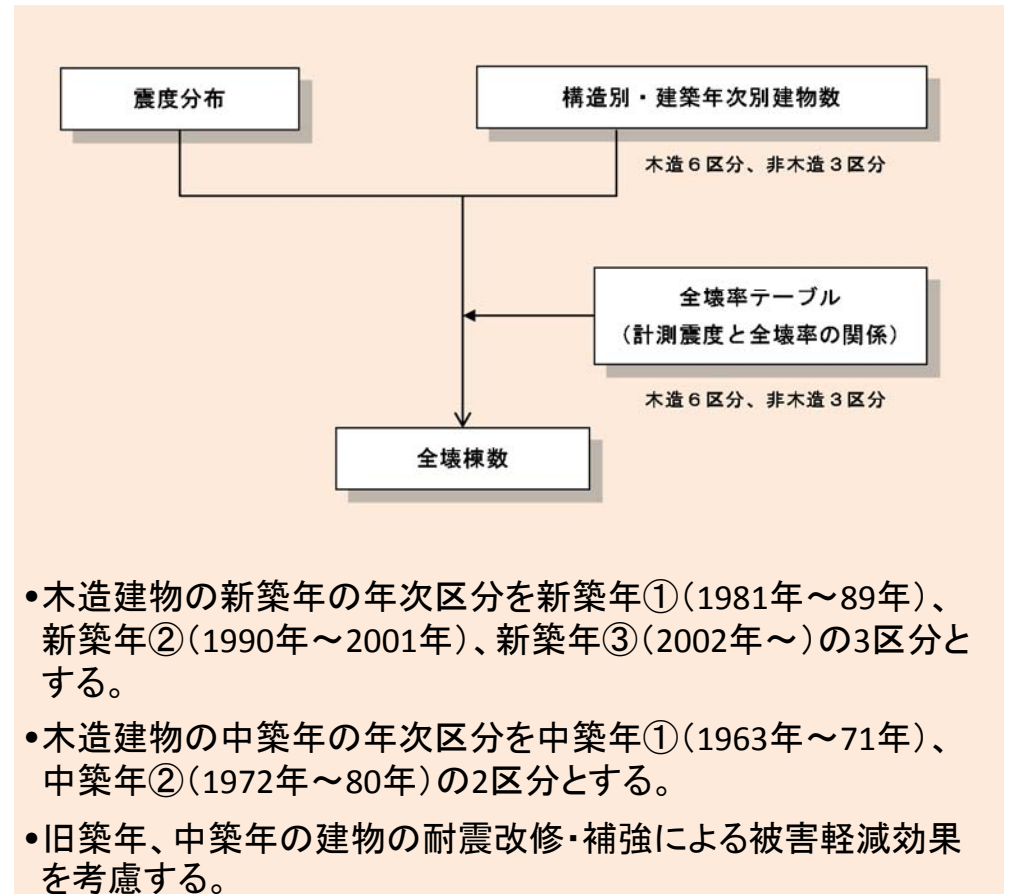 震度分布
構造別・建築年次別建物数
木造6区分、非木造3区分
全壊率テーブル
(計測震度と全壊率の関係)
木造6区分、非木造3区分
全壊棟数
•木造建物の新築年の年次区分を新築年①(1981年～89年)、
新築年②(1990年～2001年)、新築年③(2002年～)の3区分と
する。
•木造建物の中築年の年次区分を中築年①(1963年～71年)、
中築年②(1972年～80年)の2区分とする。
•旧築年、中築年の建物の耐震改修・補強による被害軽減効果
を考慮する。